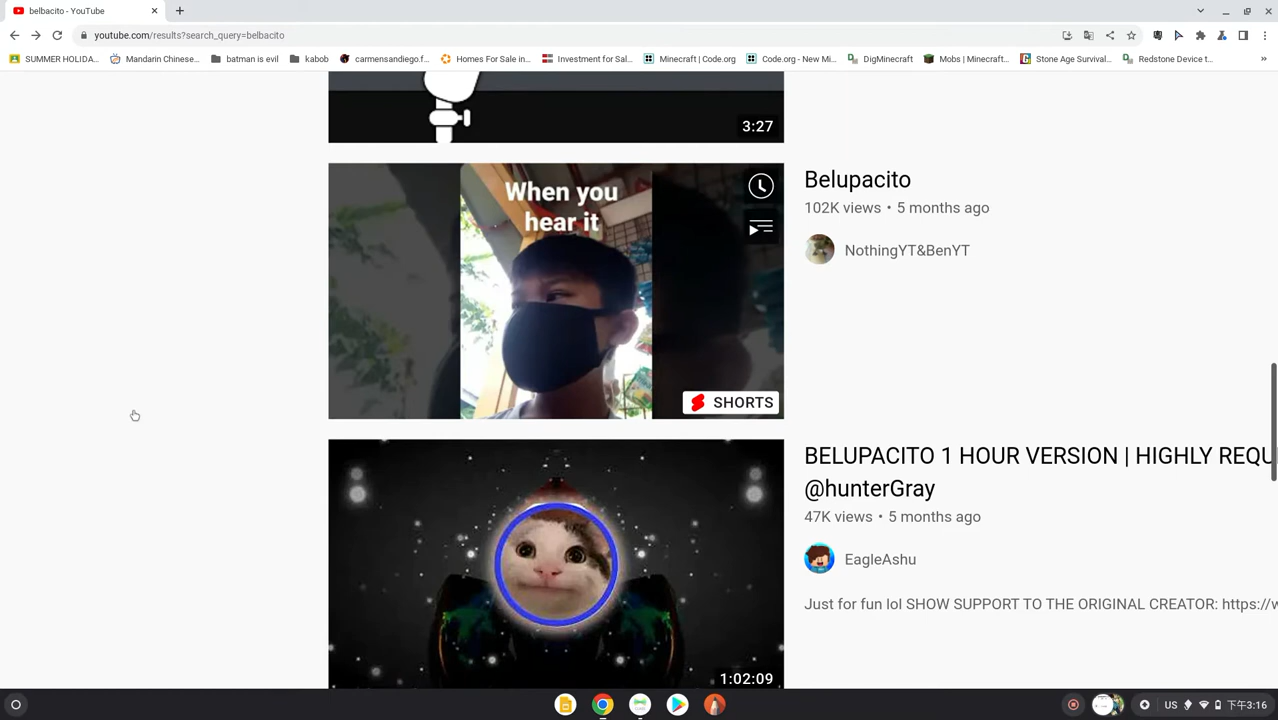 belbacito - YouTube
youtube.com/results?search_query=belbacito
SUMMER HOLIDA... Mandarin Chinese... batman is evil kabob carmensandiego.f... Homes For Sale in... Investment for Sal... Minecraft | Code.org Code.org - New Mi... DigMinecraft Mobs | Minecraft... Stone Age Survival... Redstone Device t... »
3:27
When you
hear it
SHORTS
Belupacito
102K views • 5 months ago
NothingYT&BenYT
BELUPACITO 1 HOUR VERSION | HIGHLY REQU
@hunterGray
47K views • 5 months ago
EagleAshu
Just for fun lol SHOW SUPPORT TO THE ORIGINAL CREATOR: https://w
1:02:09
US 下午3:16